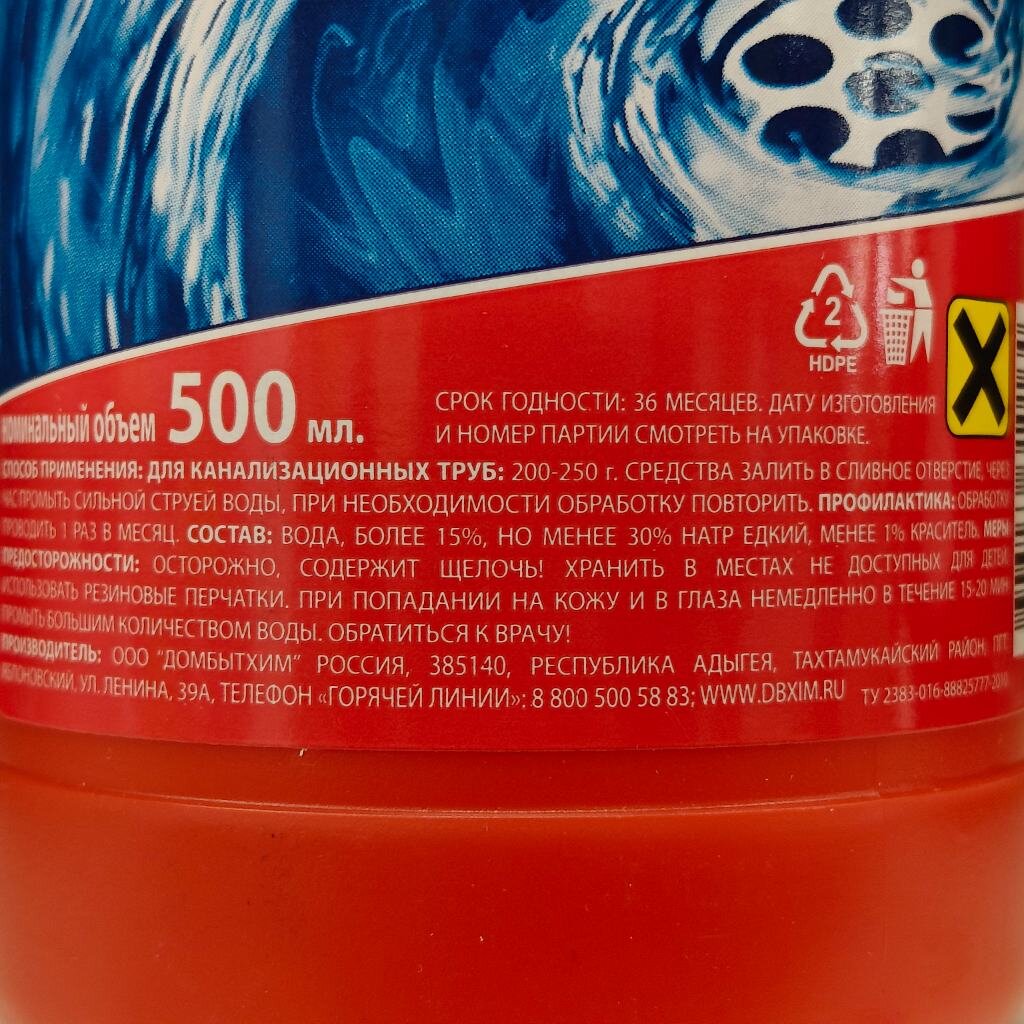 2
HDPE
номинальный объем 500 мл.
СРОК ГОДНОСТИ: 36 МЕСЯЦЕВ. ДАТУ ИЗГОТОВЛЕНИЯ
И НОМЕР ПАРТИИ СМОТРЕТЬ НА УПАКОВКЕ.
СПОСОБ ПРИМЕНЕНИЯ: ДЛЯ КАНАЛИЗАЦИОННЫХ ТРУБ: 200-250 г. СРЕДСТВА ЗАЛИТЬ В СЛИВНОЕ ОТВЕРСТИЕ, ЧЕРЕЗ
ЧАС ПРОМЫТЬ СИЛЬНОЙ СТРУЕЙ ВОДЫ, ПРИ НЕОБХОДИМОСТИ ОБРАБОТКУ ПОВТОРИТЬ. ПРОФИЛАКТИКА: ОБРАБОТКУ
ПРОВОДИТЬ 1 РАЗ В МЕСЯЦ. СОСТАВ: ВОДА, БОЛЕЕ 15%, НО МЕНЕЕ 30% НАТР ЕДКИЙ, МЕНЕЕ 1% КРАСИТЕЛЬ. МЕРЫ
ПРЕДОСТОРОЖНОСТИ: ОСТОРОЖНО, СОДЕРЖИТ ЩЕЛОЧЬ! ХРАНИТЬ В МЕСТАХ НЕ ДОСТУПНЫХ ДЛЯ ДЕТЕЙ.
ИСПОЛЬЗОВАТЬ РЕЗИНОВЫЕ ПЕРЧАТКИ. ПРИ ПОПАДАНИИ НА КОЖУ И В ГЛАЗА НЕМЕДЛЕННО В ТЕЧЕНИЕ 15-20 МИН
ПРОМЫТЬ БОЛЬШИМ КОЛИЧЕСТВОМ ВОДЫ. ОБРАТИТЬСЯ К ВРАЧУ!
ПРОИЗВОДИТЕЛЬ: ООО "ДОМБЫТХИМ" РОССИЯ, 385140, РЕСПУБЛИКА АДЫГЕЯ, ТАХТАМУКАЙСКИЙ РАЙОН, ПГТ.
ЯБЛОНОВСКИЙ, УЛ. ЛЕНИНА, 39А, ТЕЛЕФОН «ГОРЯЧЕЙ ЛИНИИ»: 8 800 500 58 83; WWW.DBXIM.RU ТУ 2383-016-88825777-2010